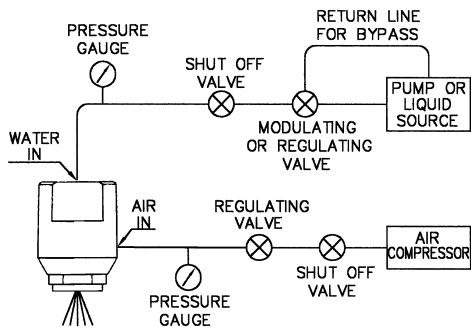 PRESSURE
GAUGE
RETURN LINE
FOR BYPASS
SHUT OFF
VALVE
PUMP OR
LIQUID
SOURCE
MODULATING
OR REGULATING
VALVE
WATER
IN
AIR
IN
REGULATING
VALVE
AIR
COMPRESSOR
SHUT OFF
VALVE
PRESSURE
GAUGE